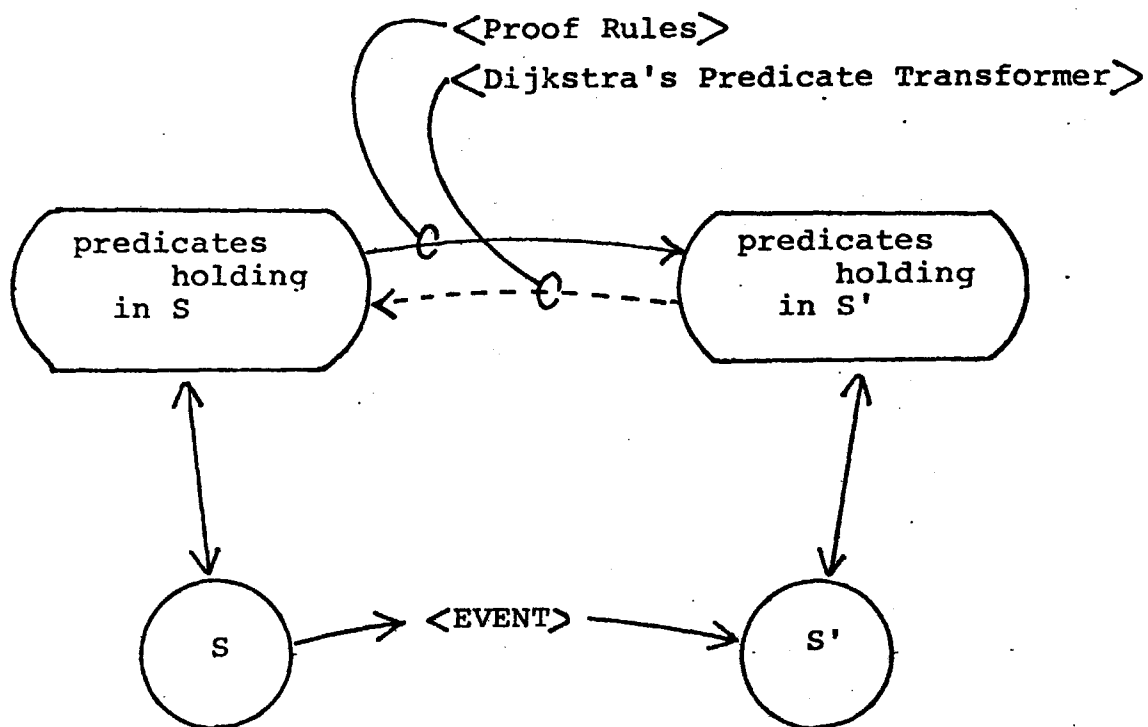 <Proof Rules>
<Dijkstra's Predicate Transformer>
predicates
holding
in S
predicates
holding
in S'
S
<EVENT>
S'